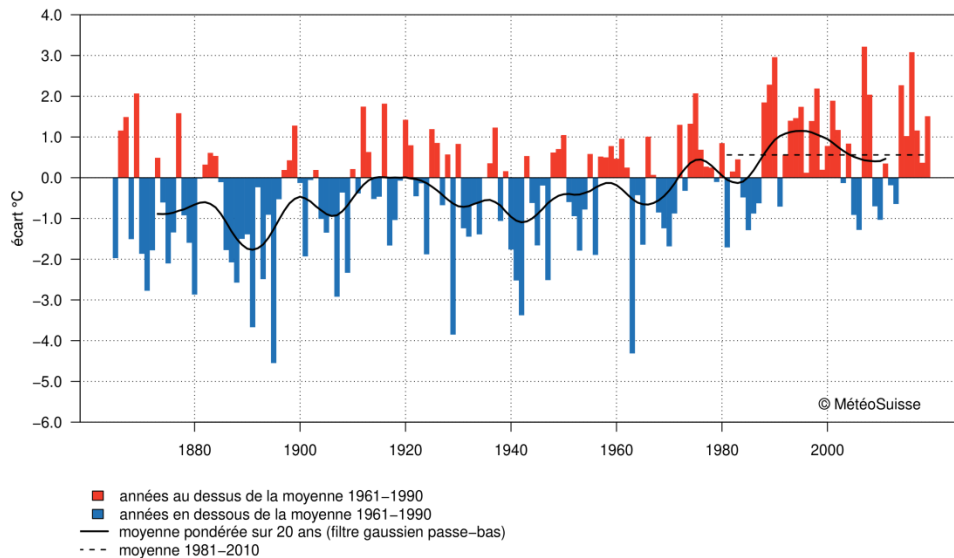 4.0
3.0
2.0
1.0
0.0
−1.0
−2.0
−3.0
−4.0
−5.0
−6.0
écart °C
© MétéoSuisse
1880 1900 1920 1940 1960 1980 2000
années au dessus de la moyenne 1961−1990
années en dessous de la moyenne 1961−1990
moyenne pondérée sur 20 ans (filtre gaussien passe−bas)
moyenne 1981−2010